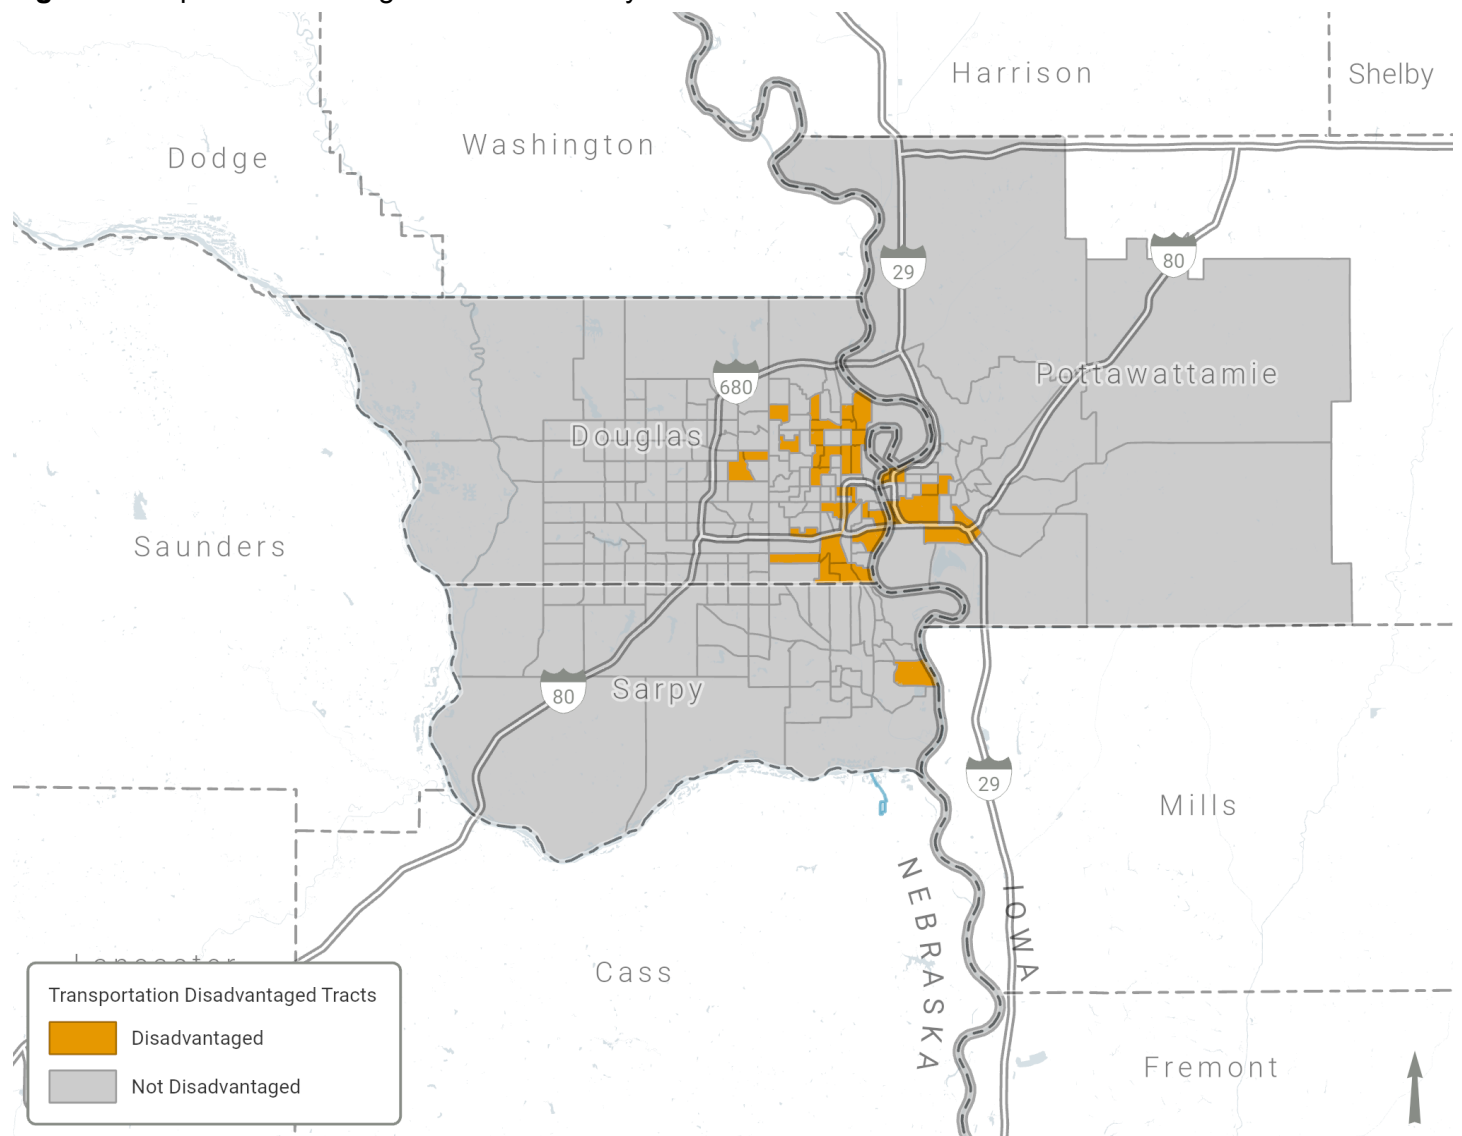 Harrison
Shelby
Washington
Dodge
29
80
Pottawattamie
680
Douglas
Saunders
Sarpy
80
29
Mills
NEBRASKA
IOWA
Lancaster
Cass
Transportation Disadvantaged Tracts
Disadvantaged
Not Disadvantaged
Fremont